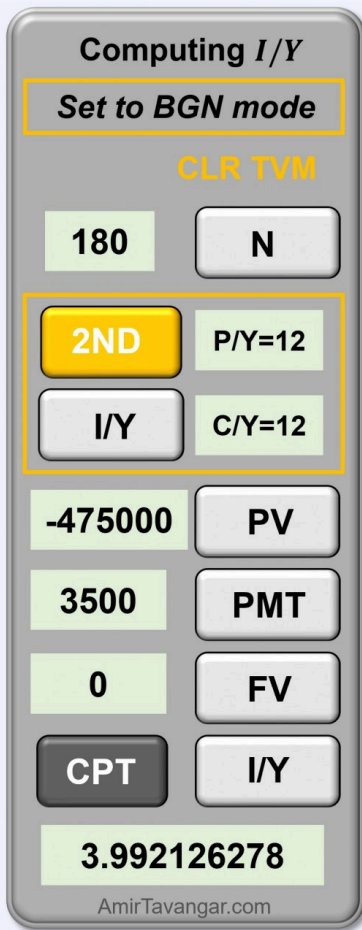 Computing I/Y
Set to BGN mode
CLR TVM
180 N
2ND P/Y=12
I/Y C/Y=12
-475000 PV
3500 PMT
0 FV
CPT I/Y
3.992126278
AmirTavangar.com